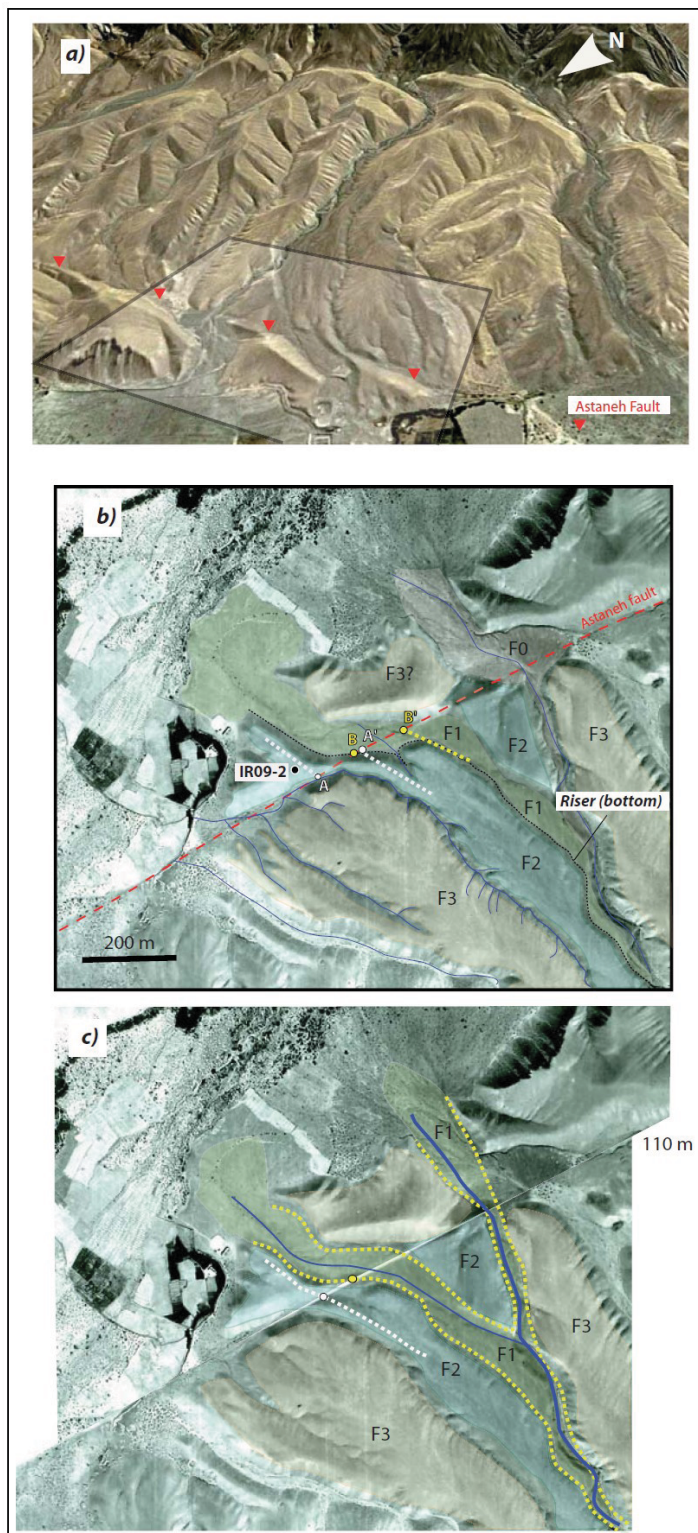 a)
N
Astaneh Fault
b)
Astaneh fault
F0
F3?
F3
B'
B
A'
F1
F2
IR09-2
A
F1
Riser (bottom)
F2
F3
200 m
c)
F1
110 m
F2
F3
F1
F2
F3